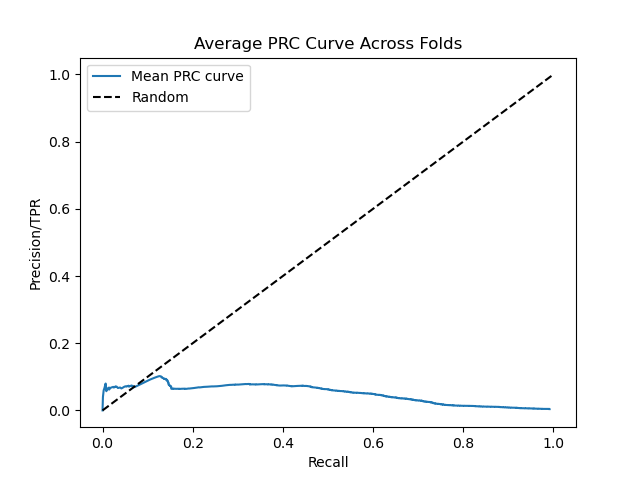 Average PRC Curve Across Folds
Mean PRC curve
Random
Precision/TPR
1.0
0.8
0.6
0.4
0.2
0.0
0.0 0.2 0.4 0.6 0.8 1.0
Recall